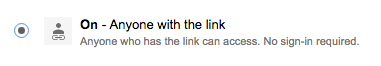 On - Anyone with the link
Anyone who has the link can access. No sign-in required.